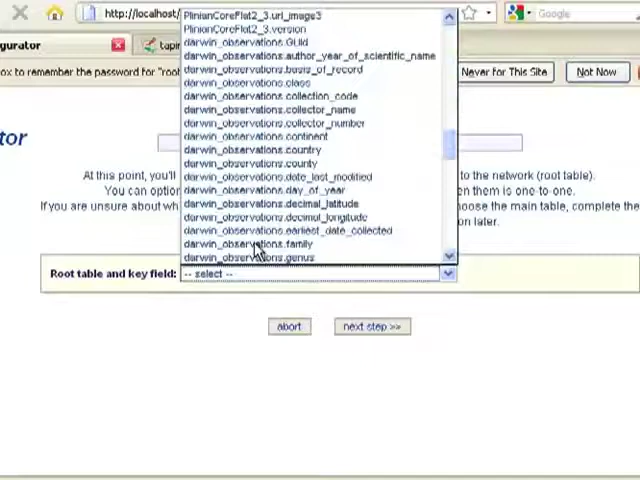 http://localhost/
Google
PlinianCoreFlat2_3.url_image3
PlinianCoreFlat2_3.version
darwin_observations.GUId
darwin_observations.author_year_of_scientific_name
darwin_observations.basis_of_record
darwin_observations.class
darwin_observations.collection_code
darwin_observations.collector_name
darwin_observations.collector_number
darwin_observations.continent
darwin_observations.country
darwin_observations.county
darwin_observations.date_last_modified
darwin_observations.day_of_year
darwin_observations.decimal_latitude
darwin_observations.decimal_longitude
darwin_observations.earliest_date_collected
darwin_observations.family
darwin_observations.genus
gurator
tapir
ox to remember the password for "root
Never for This Site
Not Now
tor
At this point, you'll to the network (root table).
You can option en them is one-to-one.
If you are unsure about wh hoose the main table, complete the
on later.
Root table and key field: -- select --
abort
next step >>